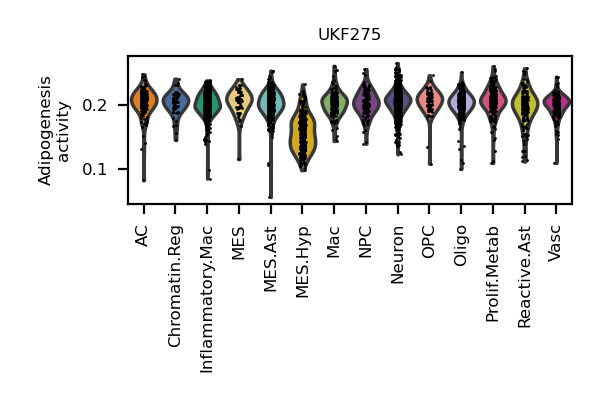 UKF275
Adipogenesis
activity
0.2
0.1
AC
Chromatin.Reg
Inflammatory.Mac
MES
MES.Ast
MES.Hyp
Mac
NPC
Neuron
OPC
Oligo
Prolif.Metab
Reactive.Ast
Vasc